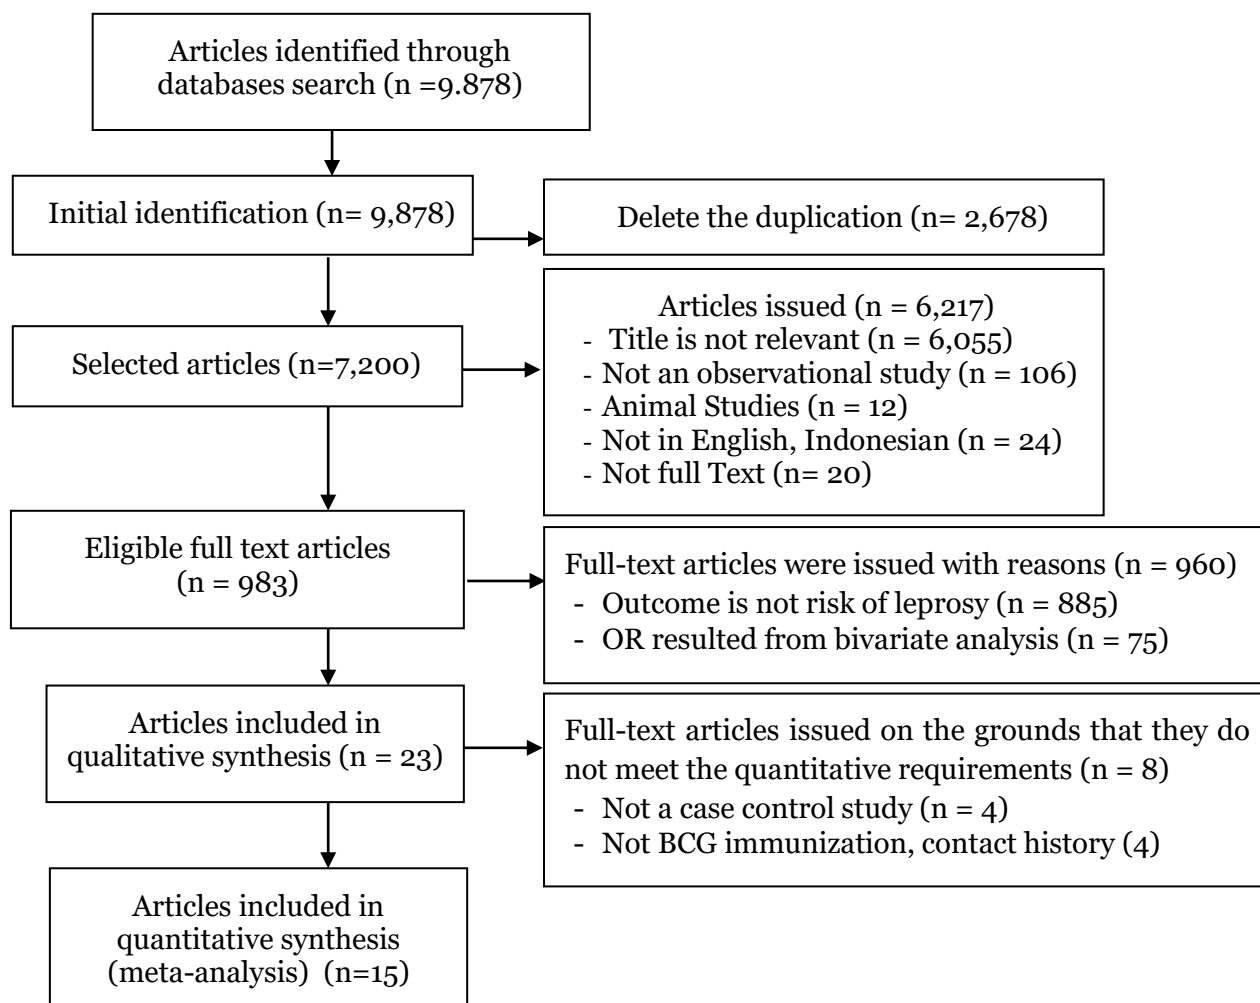 Articles identified through
databases search (n =9.878)
Initial identification (n= 9,878)
Delete the duplication (n= 2,678)
Selected articles (n=7,200)
Articles issued (n = 6,217)
- Title is not relevant (n = 6,055)
- Not an observational study (n = 106)
- Animal Studies (n = 12)
- Not in English, Indonesian (n = 24)
- Not full Text (n= 20)
Eligible full text articles
(n = 983)
Full-text articles were issued with reasons (n = 960)
- Outcome is not risk of leprosy (n = 885)
- OR resulted from bivariate analysis (n = 75)
Articles included in
qualitative synthesis (n = 23)
Full-text articles issued on the grounds that they do
not meet the quantitative requirements (n = 8)
- Not a case control study (n = 4)
- Not BCG immunization, contact history (4)
Articles included in
quantitative synthesis
(meta-analysis) (n=15)